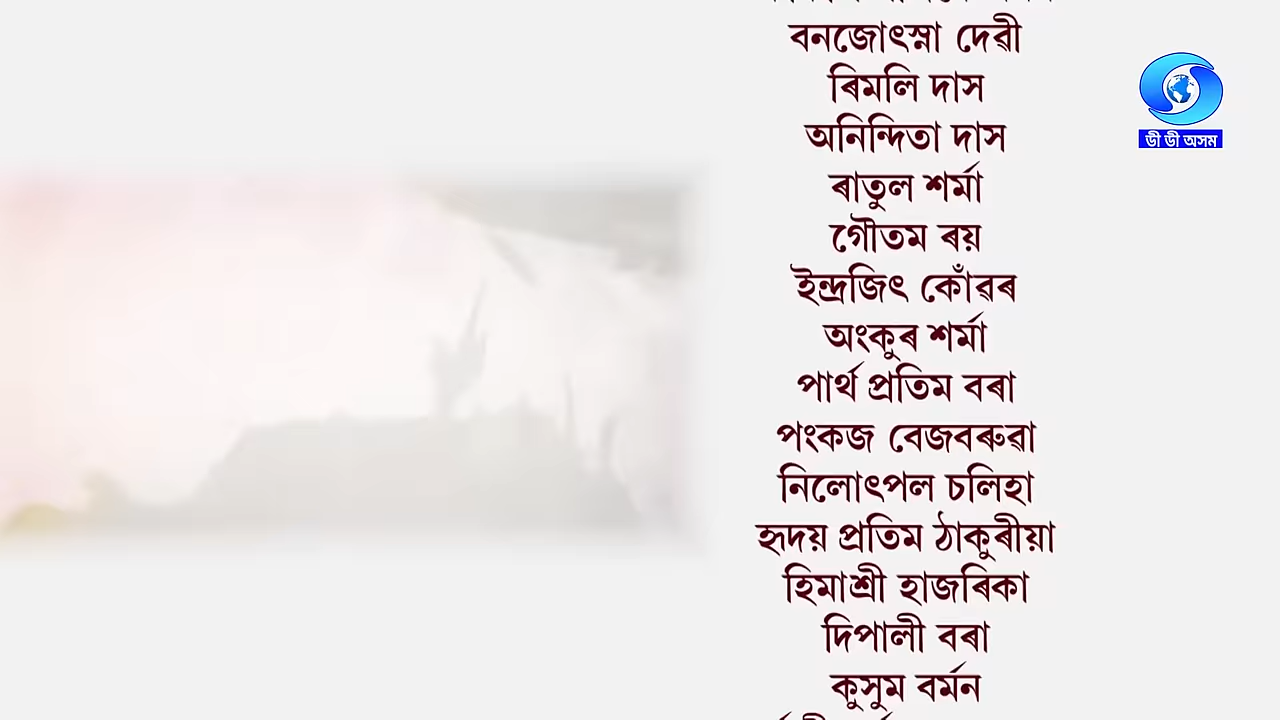 বনজোৎস্না দেৱী
ৰিমলি দাস
অনিন্দিতা দাস
ৰাতুল শৰ্মা
গৌতম ৰয়
ইন্দ্ৰজিৎ কোঁৱৰ
অংকুৰ শৰ্মা
পাৰ্থ প্ৰতিম বৰা
পংকজ বেজবৰুৱা
নিলোৎপল চলিহা
হৃদয় প্ৰতিম ঠাকুৰীয়া
হিমাশ্ৰী হাজৰিকা
দিপালী বৰা
কুসুম বৰ্মন
ডী ডী অসম